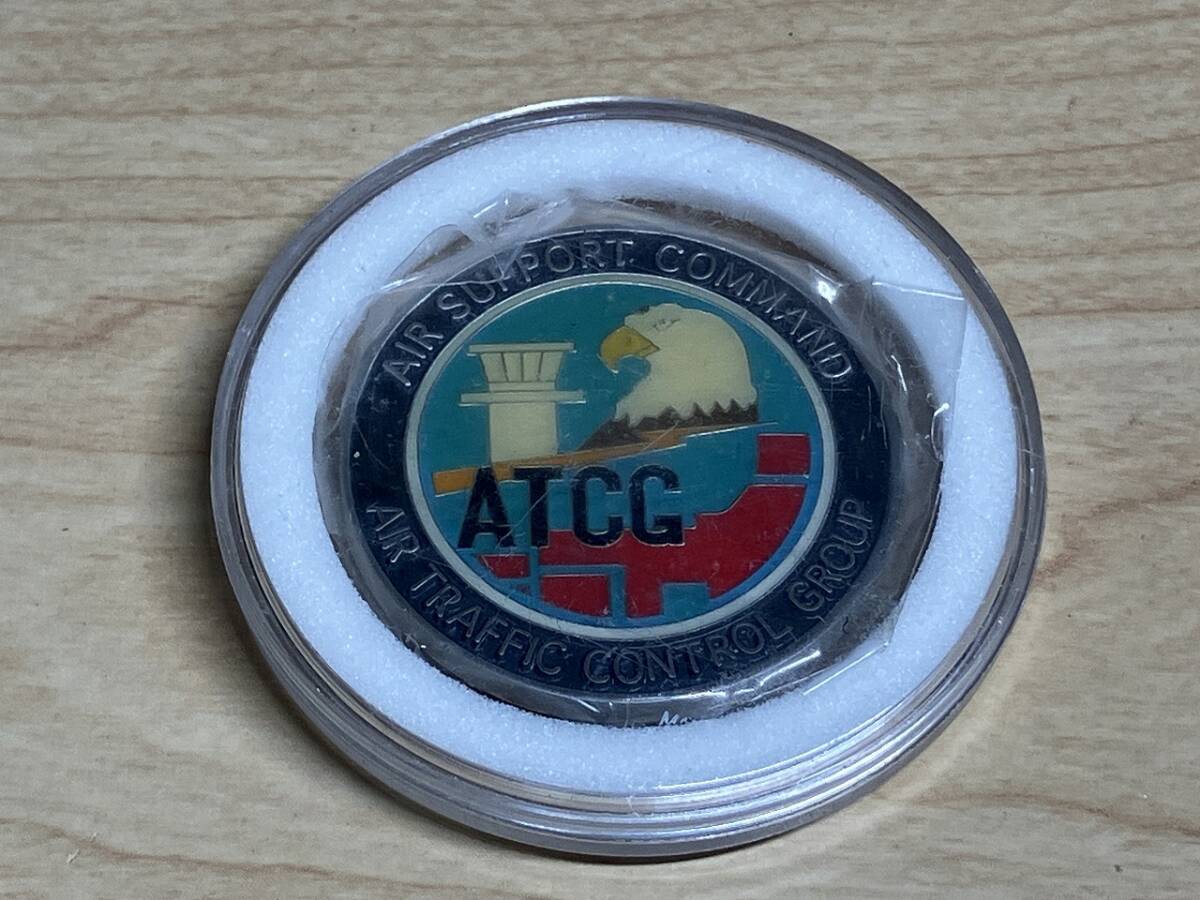 AIR SUPPORT COMMAND
ATCG
AIR TRAFFIC CONTROL GROUP